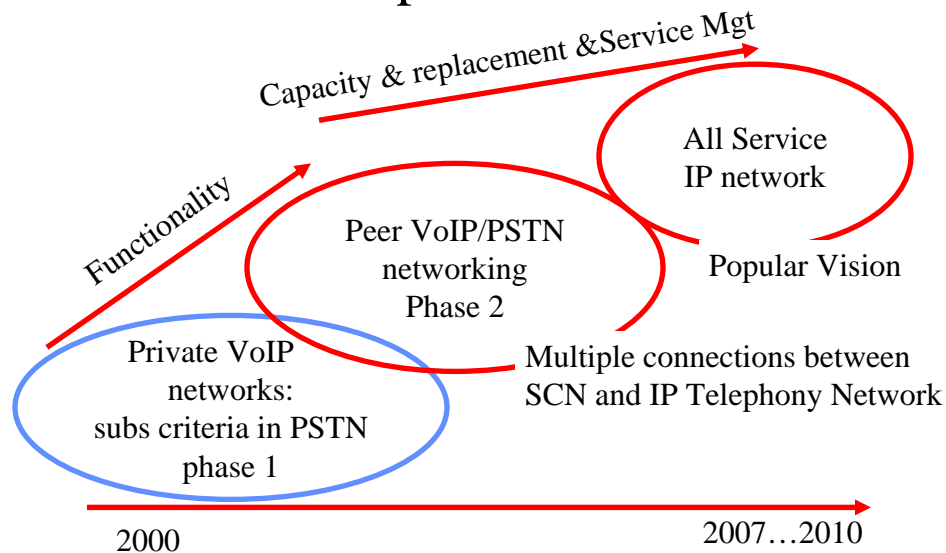 Capacity & replacement &Service Mgt
All Service
IP network
Functionality
Peer VoIP/PSTN
networking
Phase 2
Popular Vision
Private VoIP
networks:
subs criteria in PSTN
phase 1
Multiple connections between
SCN and IP Telephony Network
2000
2007…2010